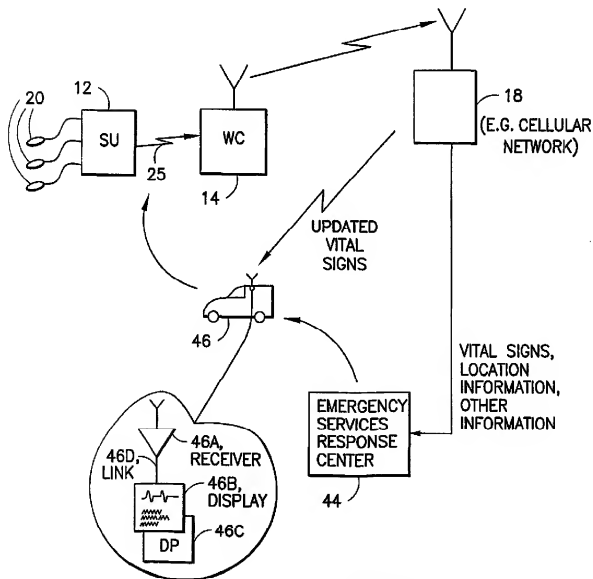 20
12
SU
25
WC
14
18
(E.G. CELLULAR
NETWORK)
UPDATED
VITAL
SIGNS
46
VITAL SIGNS,
LOCATION
INFORMATION,
OTHER
INFORMATION
EMERGENCY
SERVICES
RESPONSE
CENTER
44
46A,
RECEIVER
46D,
LINK
46B,
DISPLAY
DP
46C